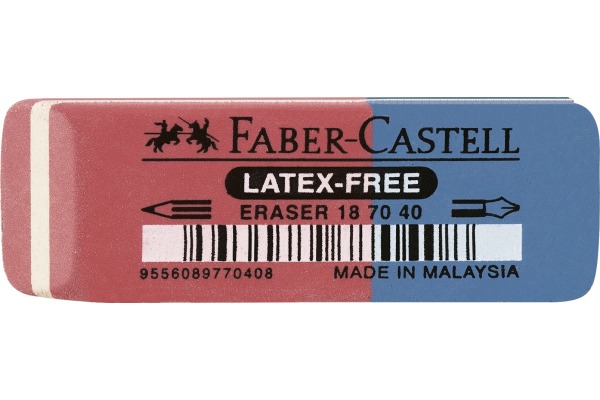 FABER-CASTELL
LATEX-FREE
ERASER 18 70 40
9556089770408 MADE IN MALAYSIA